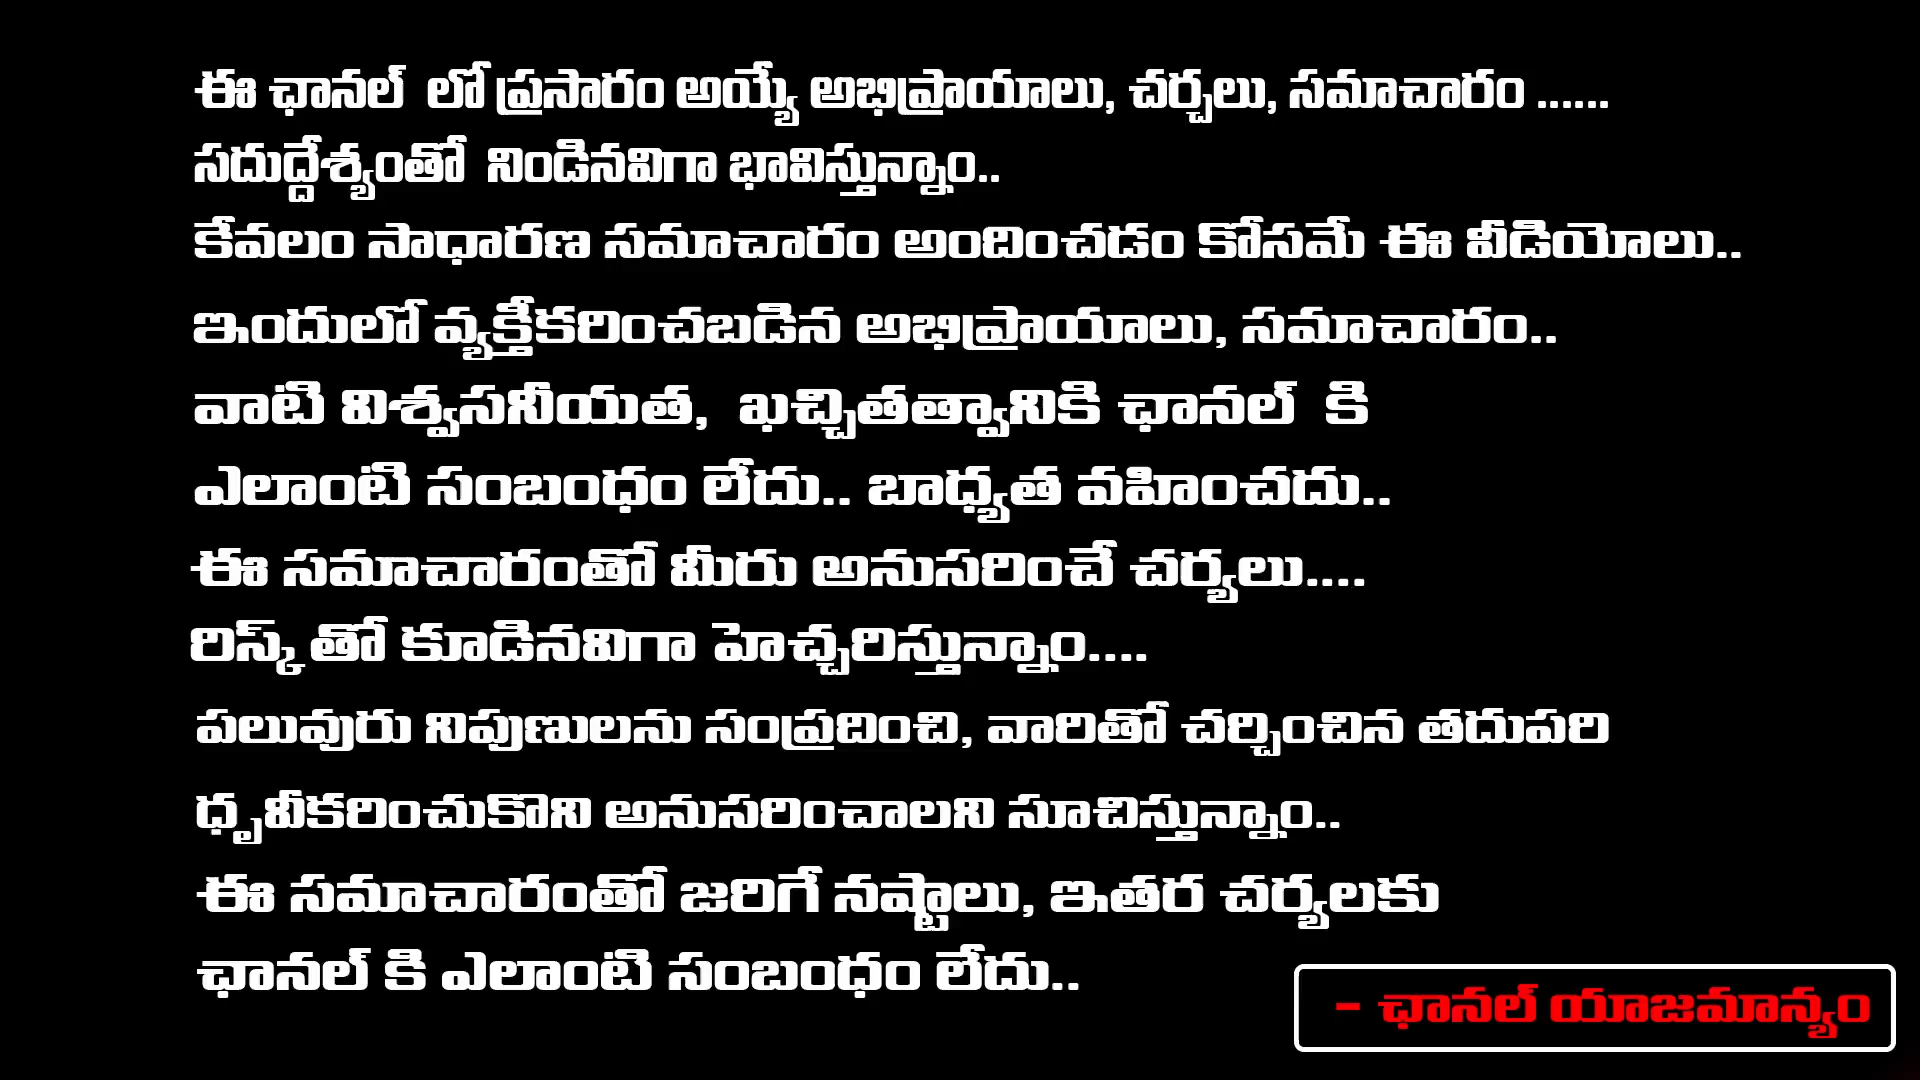 ఈ ఛానల్ లో ప్రసారం అయ్యే అభిప్రాయాలు, చర్చలు, సమాచారం ......
సదుద్దేశ్యంతో నిండినవిగా భావిస్తున్నాం..
కేవలం సాధారణ సమాచారం అందించడం కోసమే ఈ వీడియోలు..
ఇందులో వ్యక్తీకరించబడిన అభిప్రాయాలు, సమాచారం..
వాటి విశ్వసనీయత, ఖచ్చితత్వానికి ఛానల్ కి
ఎలాంటి సంబంధం లేదు.. బాధ్యత వహించదు..
ఈ సమాచారంతో మీరు అనుసరించే చర్యలు....
రిస్క్ తో కూడినవిగా హెచ్చరిస్తున్నాం....
పలువురు నిపుణులను సంప్రదించి, వారితో చర్చించిన తదుపరి
ధృవీకరించుకొని అనుసరించాలని సూచిస్తున్నాం..
ఈ సమాచారంతో జరిగే నష్టాలు, ఇతర చర్యలకు
ఛానల్ కి ఎలాంటి సంబంధం లేదు..
- ఛానల్ యాజమాన్యం